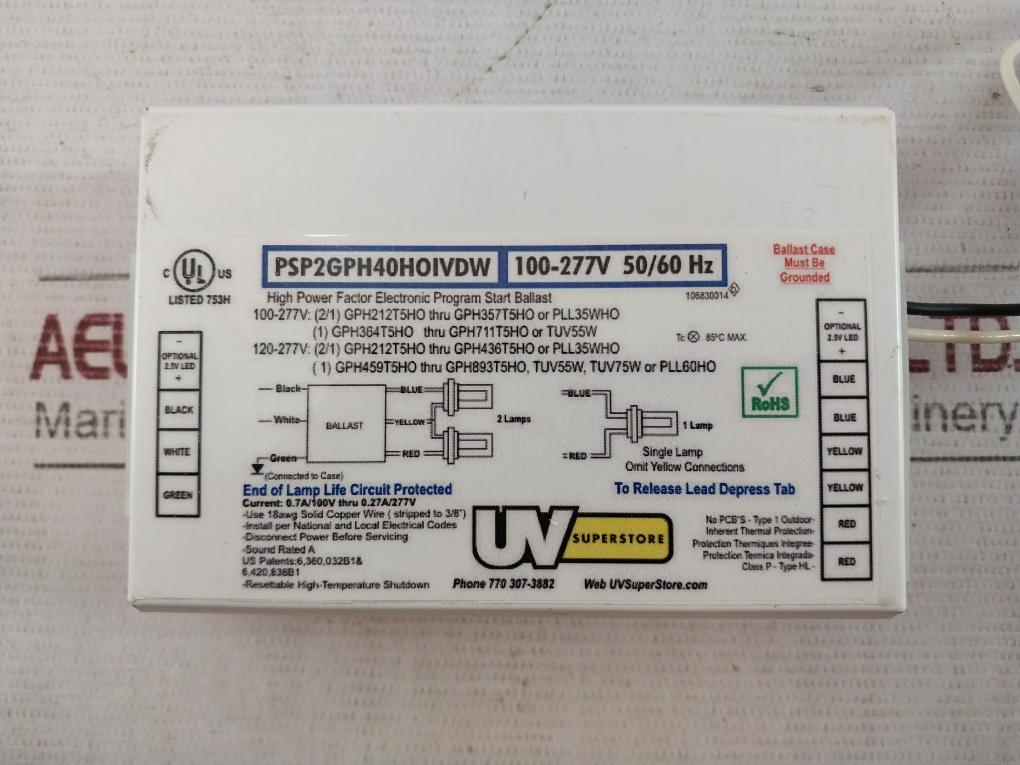 PSP2GPH40HOIVDW 100-277V 50/60 Hz
Ballast Case
Must Be
Grounded
C UL US
LISTED 753H
High Power Factor Electronic Program Start Ballast
106830014
100-277V: (2/1) GPH212T5HO thru GPH357T5HO or PLL35WHO
(1) GPH364T5HO thru GPH711T5HO or TUV55W
Tc 85°C MAX.
120-277V: (2/1) GPH212T5HO thru GPH436T5HO or PLL35WHO
(1) GPH459T5HO thru GPH893T5HO, TUV55W, TUV75W or PLL60HO
-
OPTIONAL
2.5V LED
+
BLACK
WHITE
GREEN
Black
White
Green
(Connected to Case)
BALLAST
BLUE
YELLOW
RED
2 Lamps
BLUE
RED
1 Lamp
Single Lamp
Omit Yellow Connections
RoHS
-
OPTIONAL
2.5V LED
+
BLUE
BLUE
YELLOW
YELLOW
RED
RED
End of Lamp Life Circuit Protected
To Release Lead Depress Tab
Current: 0.7A/100V thru 0.27A/277V
-Use 18awg Solid Copper Wire ( stripped to 3/8")
-Install per National and Local Electrical Codes
-Disconnect Power Before Servicing
-Sound Rated A
US Patents:6,360,032B1&
6,420,838B1
-Resettable High-Temperature Shutdown
UV SUPERSTORE
Phone 770 307-3882 Web UVSuperStore.com
No PCB'S - Type 1 Outdoor-
Inherent Thermal Protection-
Protection Thermiques Integree-
Protection Termica Integrada-
Class P - Type HL -
AE
LTD.
Mari
inery